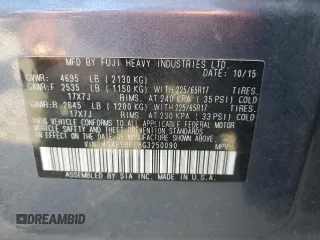 MFD BY FUJI HEAVY INDUSTRIES LTD.
DATE: 10/15
GVWR: 4695 LB (2130 KG)
GAWR:F 2535 LB (1150 KG) WITH 225/65R17 TIRES.
17X7J RIMS. AT 240 KPA (35 PSI) COLD
GAWR:R 2645 LB (1200 KG) WITH 225/65R17 TIRES.
17X7J RIMS. AT 230 KPA (33 PSI) COLD
THIS VEHICLE CONFORMS TO ALL APPLICABLE
FEDERAL MOTOR VEHICLE SAFETY, BUMPER,
AND THEFT PREVENTION STANDARDS IN EFFECT
ON THE DATE OF MANUFACTURE SHOWN ABOVE.
VIN:
ASSEMBLED BY SIA, INC. MADE IN U.S.A.